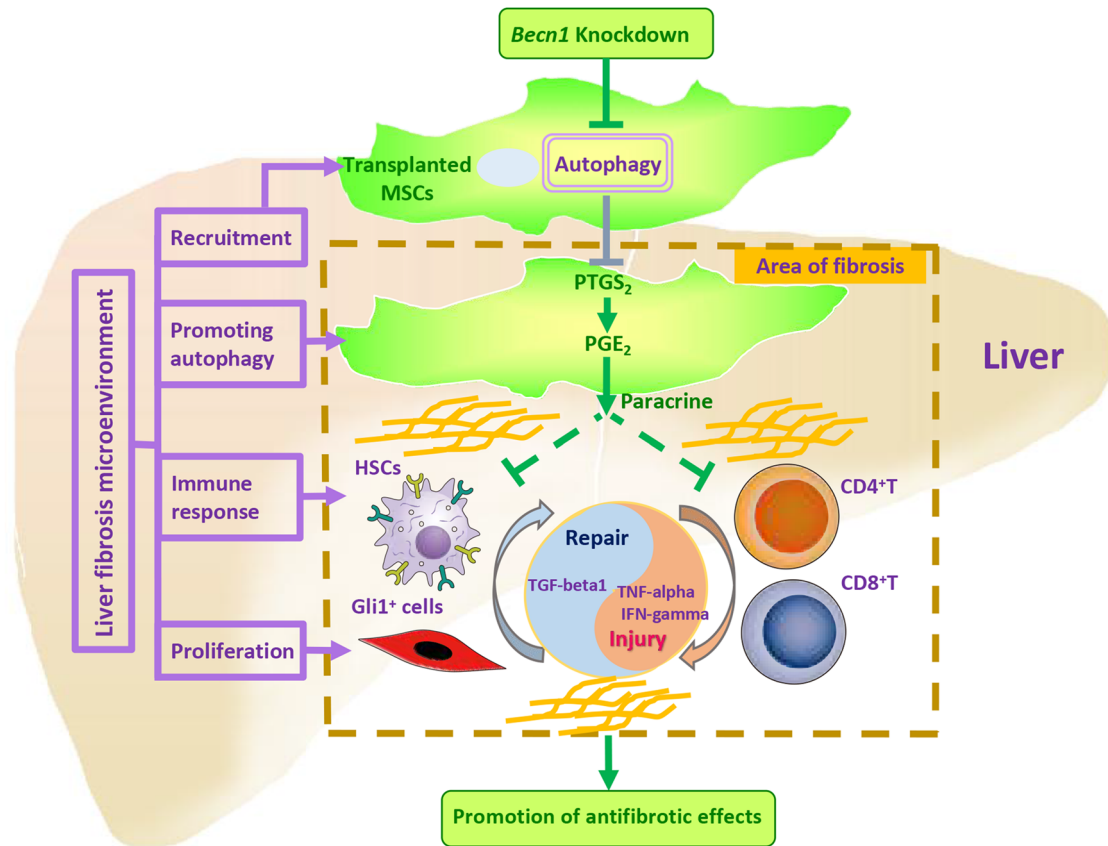 Becn1 Knockdown
Transplanted
MSCs
Autophagy
Recruitment
Area of fibrosis
PTGS₂
Promoting
autophagy
PGE₂
Liver
Liver fibrosis microenvironment
Paracrine
HSCs
CD4⁺T
Immune
response
Repair
TGF-beta1
TNF-alpha
IFN-gamma
CD8⁺T
Gli1⁺ cells
Injury
Proliferation
Promotion of antifibrotic effects